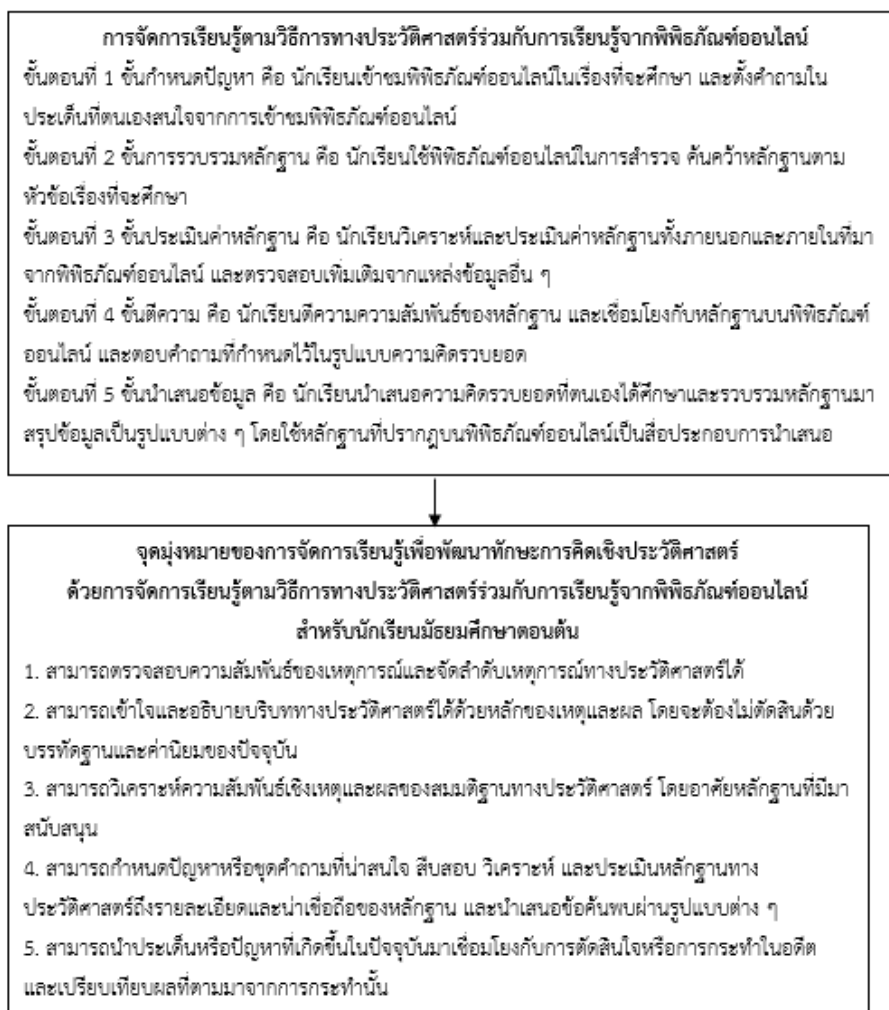 การจัดการเรียนรู้ตามวิธีการทางประวัติศาสตร์ร่วมกับการเรียนรู้จากพิพิธภัณฑ์ออนไลน์
ขั้นตอนที่ 1 ขั้นกำหนดปัญหา คือ นักเรียนเข้าชมพิพิธภัณฑ์ออนไลน์ในเรื่องที่จะศึกษา และตั้งคำถามใน
ประเด็นที่ตนเองสนใจจากการเข้าชมพิพิธภัณฑ์ออนไลน์
ขั้นตอนที่ 2 ขั้นการรวบรวมหลักฐาน คือ นักเรียนใช้พิพิธภัณฑ์ออนไลน์ในการสำรวจ ค้นคว้าหลักฐานตาม
หัวข้อเรื่องที่จะศึกษา
ขั้นตอนที่ 3 ขั้นประเมินค่าหลักฐาน คือ นักเรียนวิเคราะห์และประเมินค่าหลักฐานทั้งภายนอกและภายในที่มา
จากพิพิธภัณฑ์ออนไลน์ และตรวจสอบเพิ่มเติมจากแหล่งข้อมูลอื่น ๆ
ขั้นตอนที่ 4 ขั้นตีความ คือ นักเรียนตีความความสัมพันธ์ของหลักฐาน และเชื่อมโยงกับหลักฐานบนพิพิธภัณฑ์
ออนไลน์ และตอบคำถามที่กำหนดไว้ในรูปแบบความคิดรวบยอด
ขั้นตอนที่ 5 ขั้นนำเสนอข้อมูล คือ นักเรียนนำเสนอความคิดรวบยอดที่ตนเองได้ศึกษาและรวบรวมหลักฐานมา
สรุปข้อมูลเป็นรูปแบบต่าง ๆ โดยใช้หลักฐานที่ปรากฎบนพิพิธภัณฑ์ออนไลน์เป็นสื่อประกอบการนำเสนอ
จุดมุ่งหมายของการจัดการเรียนรู้เพื่อพัฒนาทักษะการคิดเชิงประวัติศาสตร์
ด้วยการจัดการเรียนรู้ตามวิธีการทางประวัติศาสตร์ร่วมกับการเรียนรู้จากพิพิธภัณฑ์ออนไลน์
สำหรับนักเรียนมัธยมศึกษาตอนต้น
1. สามารถตรวจสอบความสัมพันธ์ของเหตุการณ์และจัดลำดับเหตุการณ์ทางประวัติศาสตร์ได้
2. สามารถเข้าใจและอธิบายบริบททางประวัติศาสตร์ได้ด้วยหลักของเหตุและผล โดยจะต้องไม่ตัดสินด้วย
บรรทัดฐานและค่านิยมของปัจจุบัน
3. สามารถวิเคราะห์ความสัมพันธ์เชิงเหตุและผลของสมมติฐานทางประวัติศาสตร์ โดยอาศัยหลักฐานที่มีมา
สนับสนุน
4. สามารถกำหนดปัญหาหรือชุดคำถามที่น่าสนใจ สืบสอบ วิเคราะห์ และประเมินหลักฐานทาง
ประวัติศาสตร์ถึงรายละเอียดและน่าเชื่อถือของหลักฐาน และนำเสนอข้อค้นพบผ่านรูปแบบต่าง ๆ
5. สามารถนำประเด็นหรือปัญหาที่เกิดขึ้นในปัจจุบันมาเชื่อมโยงกับการตัดสินใจหรือการกระทำในอดีต
และเปรียบเทียบผลที่ตามมาจากการกระทำนั้น